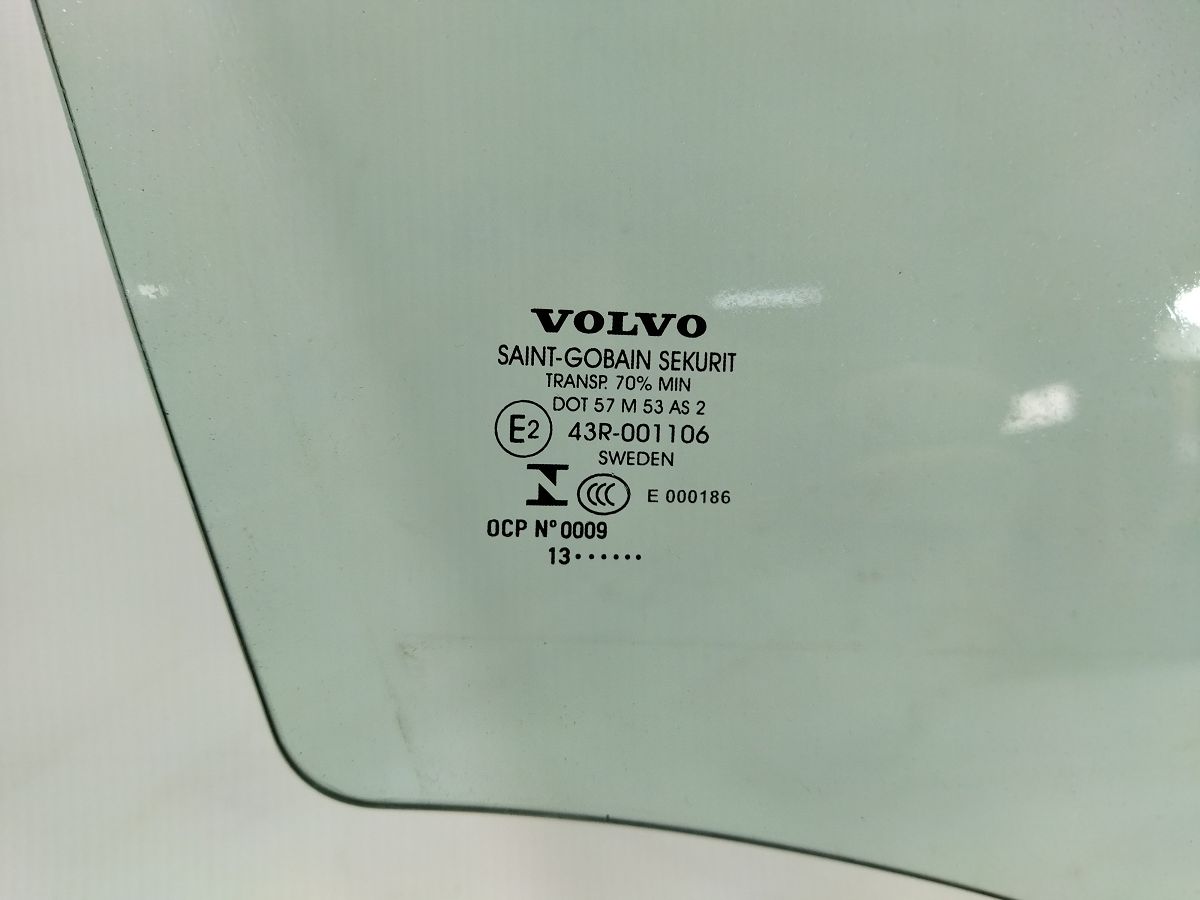 VOLVO
SAINT-GOBAIN SEKURIT
TRANSP. 70% MIN
DOT 57 M 53 AS 2
E2 43R-001106
SWEDEN
N CCC E 000186
OCP N° 0009
13······